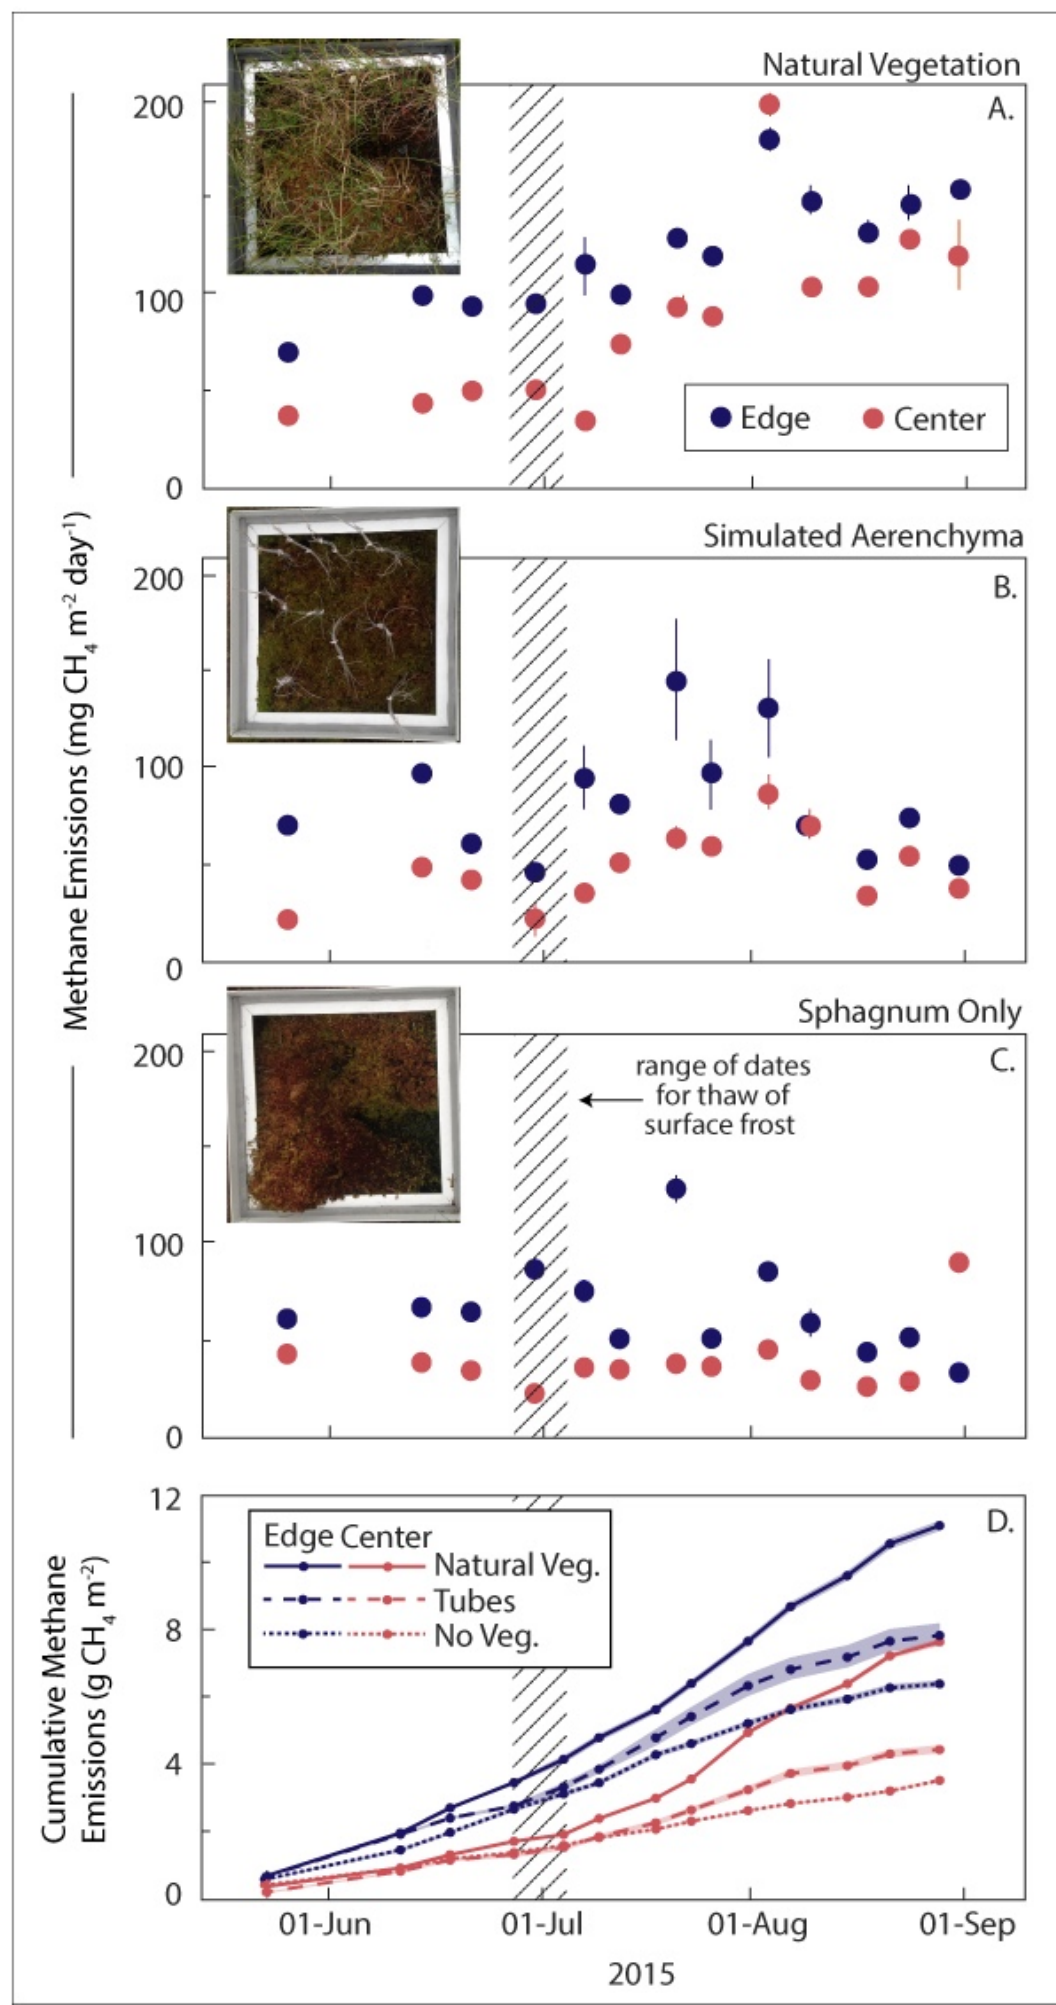 Natural Vegetation
A.
200
100
0
Edge
Center
Simulated Aerenchyma
B.
200
100
0
Methane Emissions (mg CH4 m-2 day-1)
Sphagnum Only
C.
200
range of dates
for thaw of
surface frost
100
0
12
D.
Edge Center
Natural Veg.
Tubes
No Veg.
8
4
0
Cumulative Methane
Emissions (g CH4 m-2)
01-Jun
01-Jul
01-Aug
01-Sep
2015